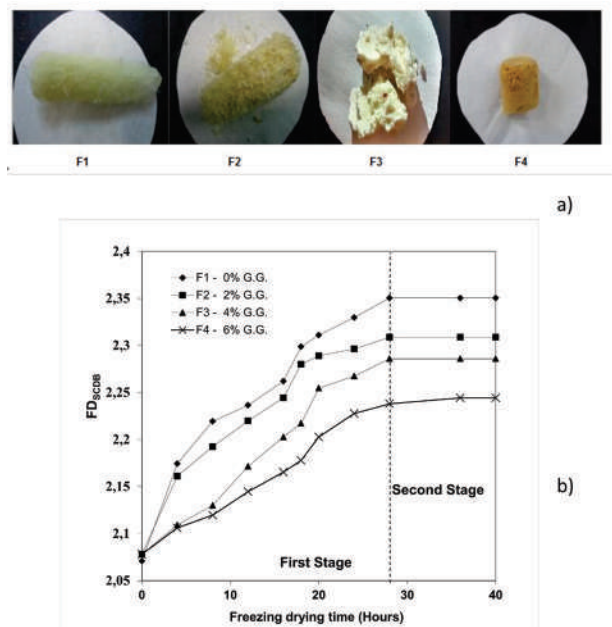 F1 F2 F3 F4
a)
2,4
F1 - 0% G.G.
F2 - 2% G.G.
F3 - 4% G.G.
F4 - 6% G.G.
2,35
2,3
FD_SCDB
2,25
2,2
b)
2,15
Second Stage
2,1
First Stage
2,05
0 10 20 30 40
Freezing drying time (Hours)